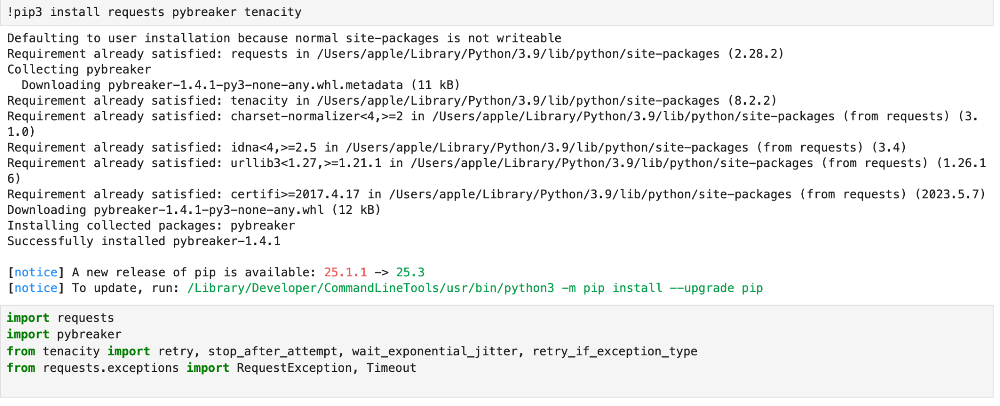 !pip3 install requests pybreaker tenacity
Defaulting to user installation because normal site-packages is not writeable
Requirement already satisfied: requests in /Users/apple/Library/Python/3.9/lib/python/site-packages (2.28.2)
Collecting pybreaker
  Downloading pybreaker-1.4.1-py3-none-any.whl.metadata (11 kB)
Requirement already satisfied: tenacity in /Users/apple/Library/Python/3.9/lib/python/site-packages (8.2.2)
Requirement already satisfied: charset-normalizer<4,>=2 in /Users/apple/Library/Python/3.9/lib/python/site-packages (from requests) (3.
1.0)
Requirement already satisfied: idna<4,>=2.5 in /Users/apple/Library/Python/3.9/lib/python/site-packages (from requests) (3.4)
Requirement already satisfied: urllib3<1.27,>=1.21.1 in /Users/apple/Library/Python/3.9/lib/python/site-packages (from requests) (1.26.1
6)
Requirement already satisfied: certifi>=2017.4.17 in /Users/apple/Library/Python/3.9/lib/python/site-packages (from requests) (2023.5.7)
Downloading pybreaker-1.4.1-py3-none-any.whl (12 kB)
Installing collected packages: pybreaker
Successfully installed pybreaker-1.4.1
[notice] A new release of pip is available: 25.1.1 -> 25.3
[notice] To update, run: /Library/Developer/CommandLineTools/usr/bin/python3 -m pip install --upgrade pip
import requests
import pybreaker
from tenacity import retry, stop_after_attempt, wait_exponential_jitter, retry_if_exception_type
from requests.exceptions import RequestException, Timeout